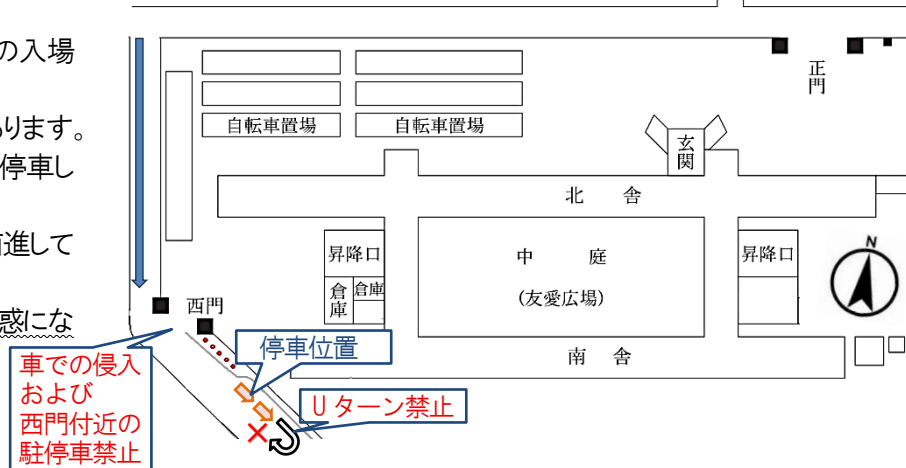 の入場
ります。
停車し
進して
惑にな
正門
自転車置場
自転車置場
玄関
北 舎
昇降口
中 庭
昇降口
倉庫
倉庫
(友愛広場)
N
西門
停車位置
南 舎
車での侵入
および
西門付近の
駐停車禁止
Uターン禁止